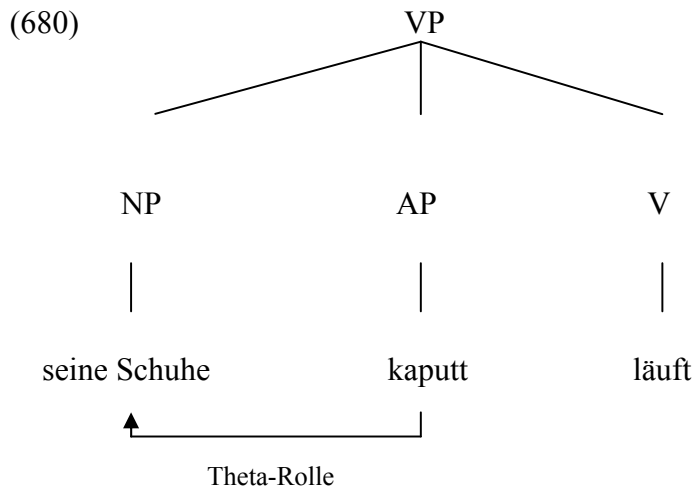 (680) VP
NP AP V
seine Schuhe kaputt läuft
Theta-Rolle